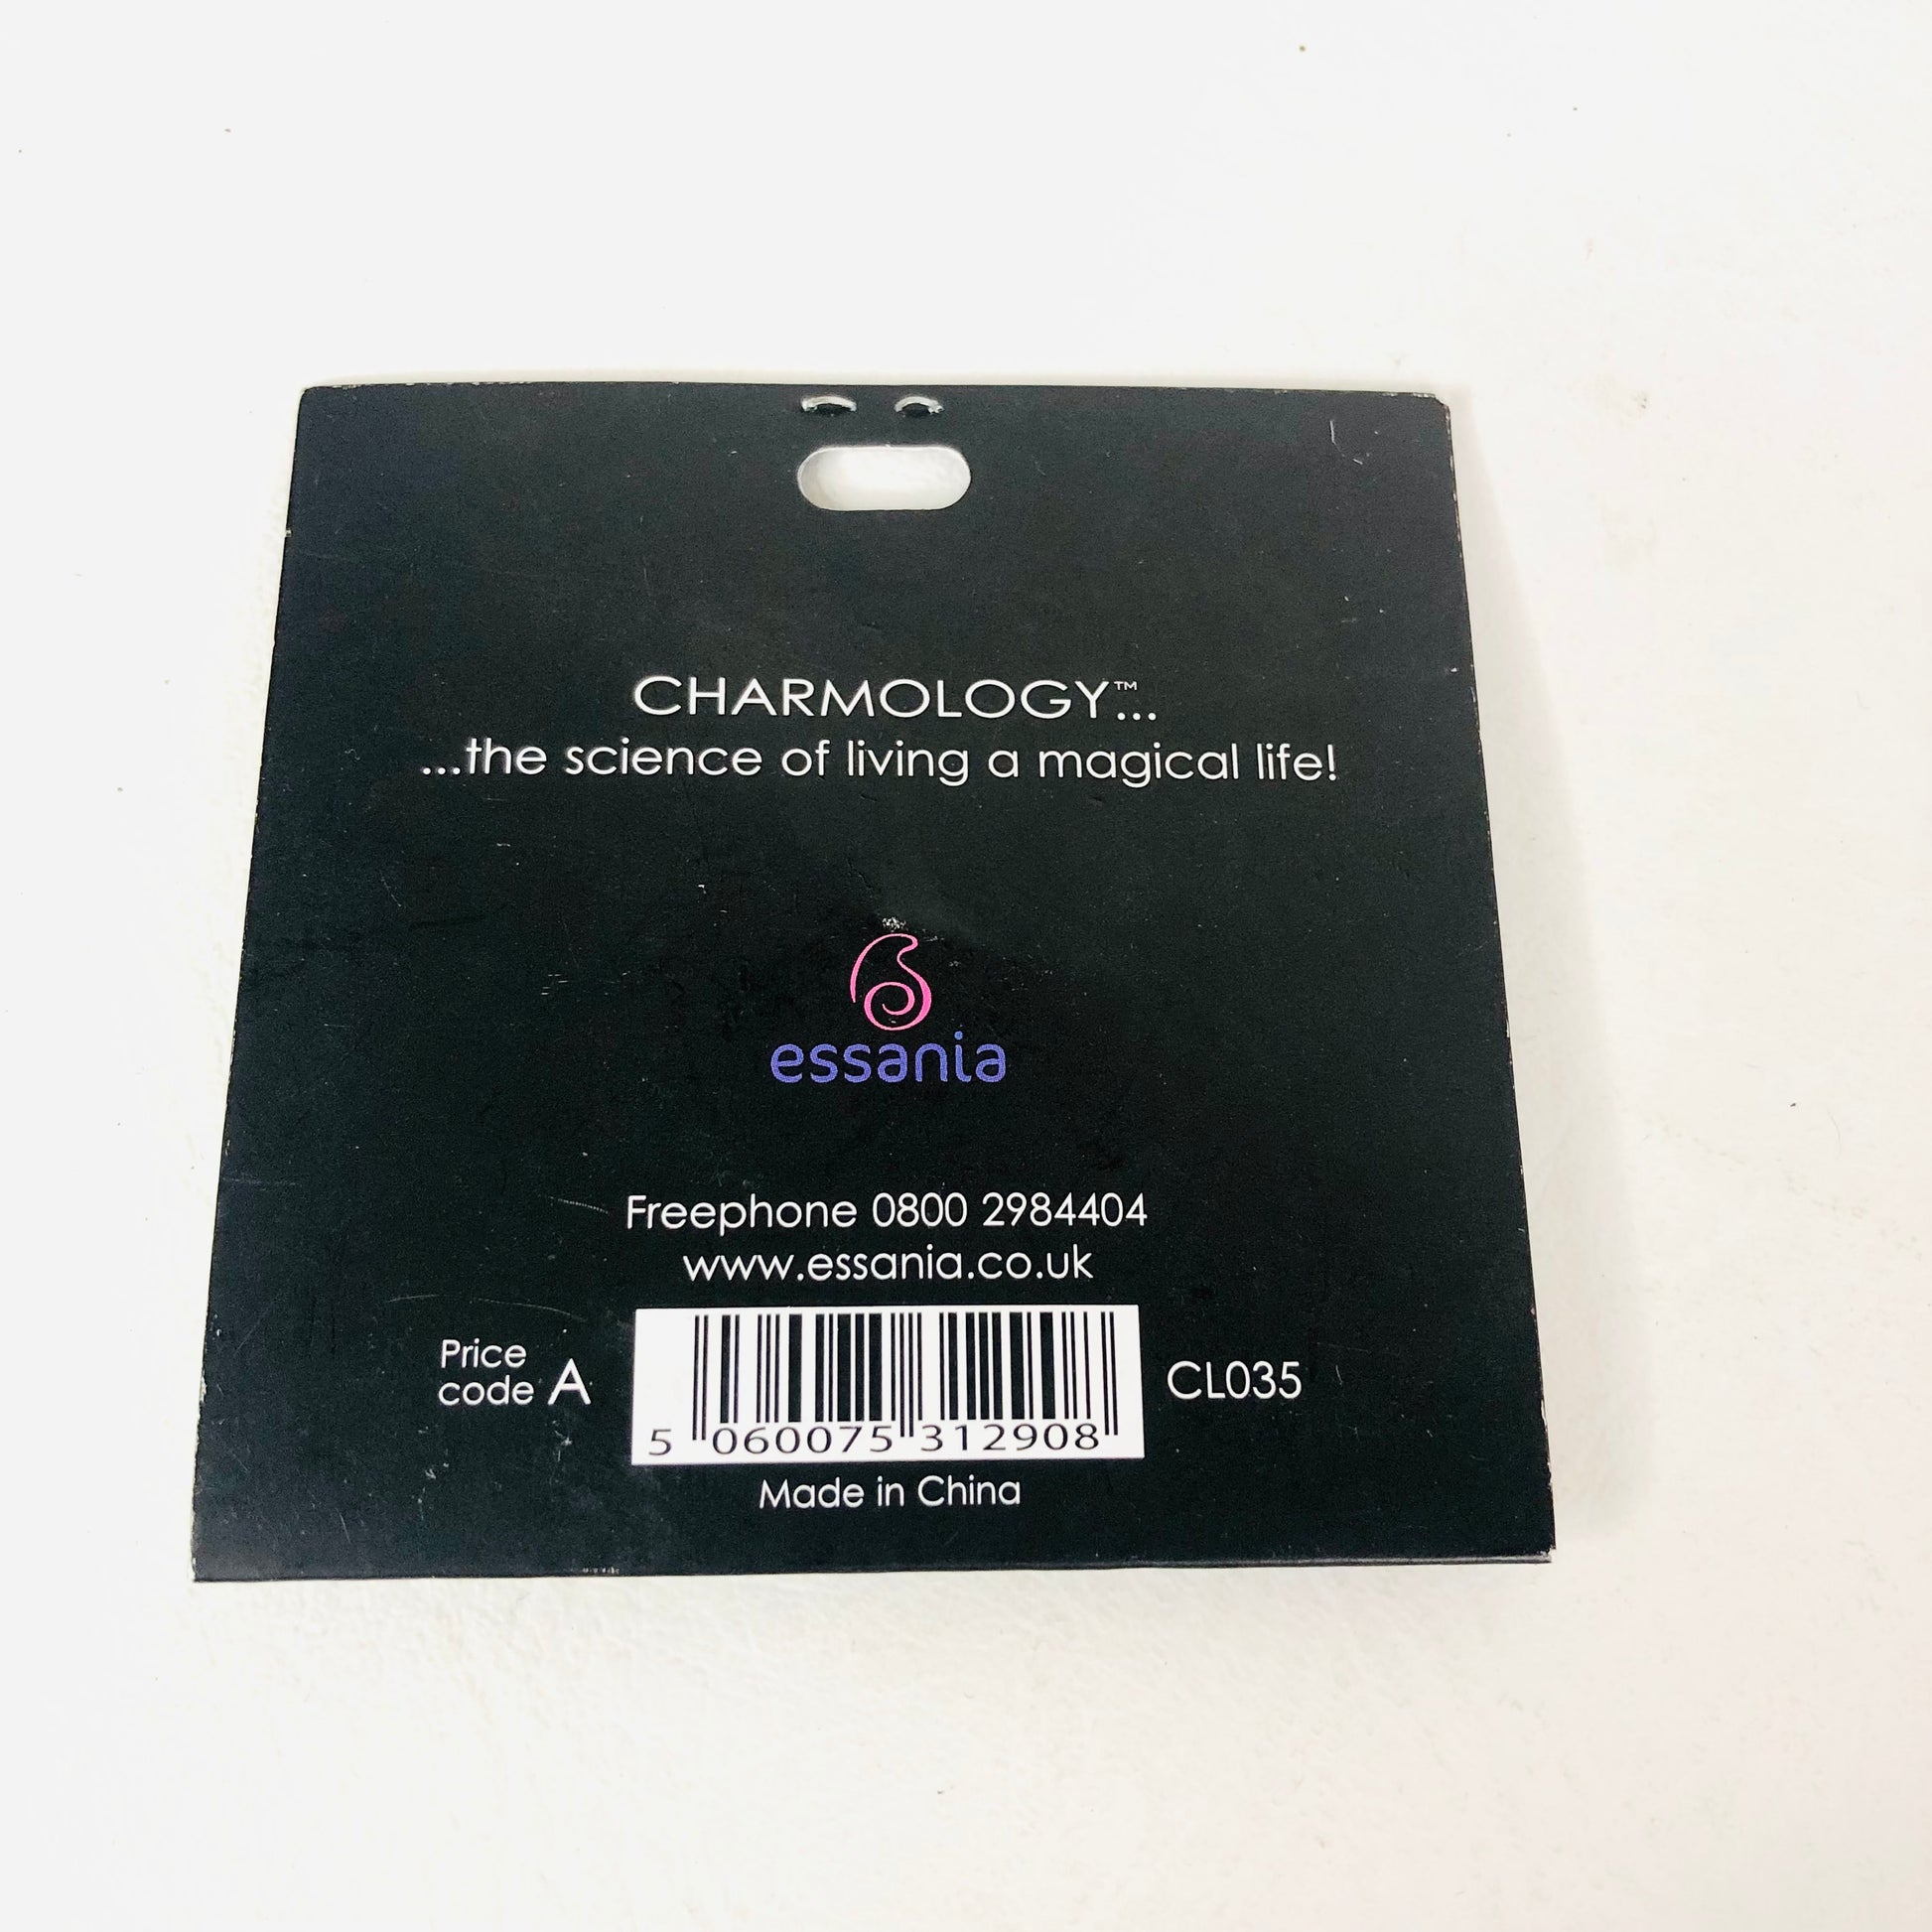 CHARMOLOGY™...
...the science of living a magical life!
essania
Freephone 0800 2984404
www.essania.co.uk
Price
code A
CL035
5 060075 312908
Made in China